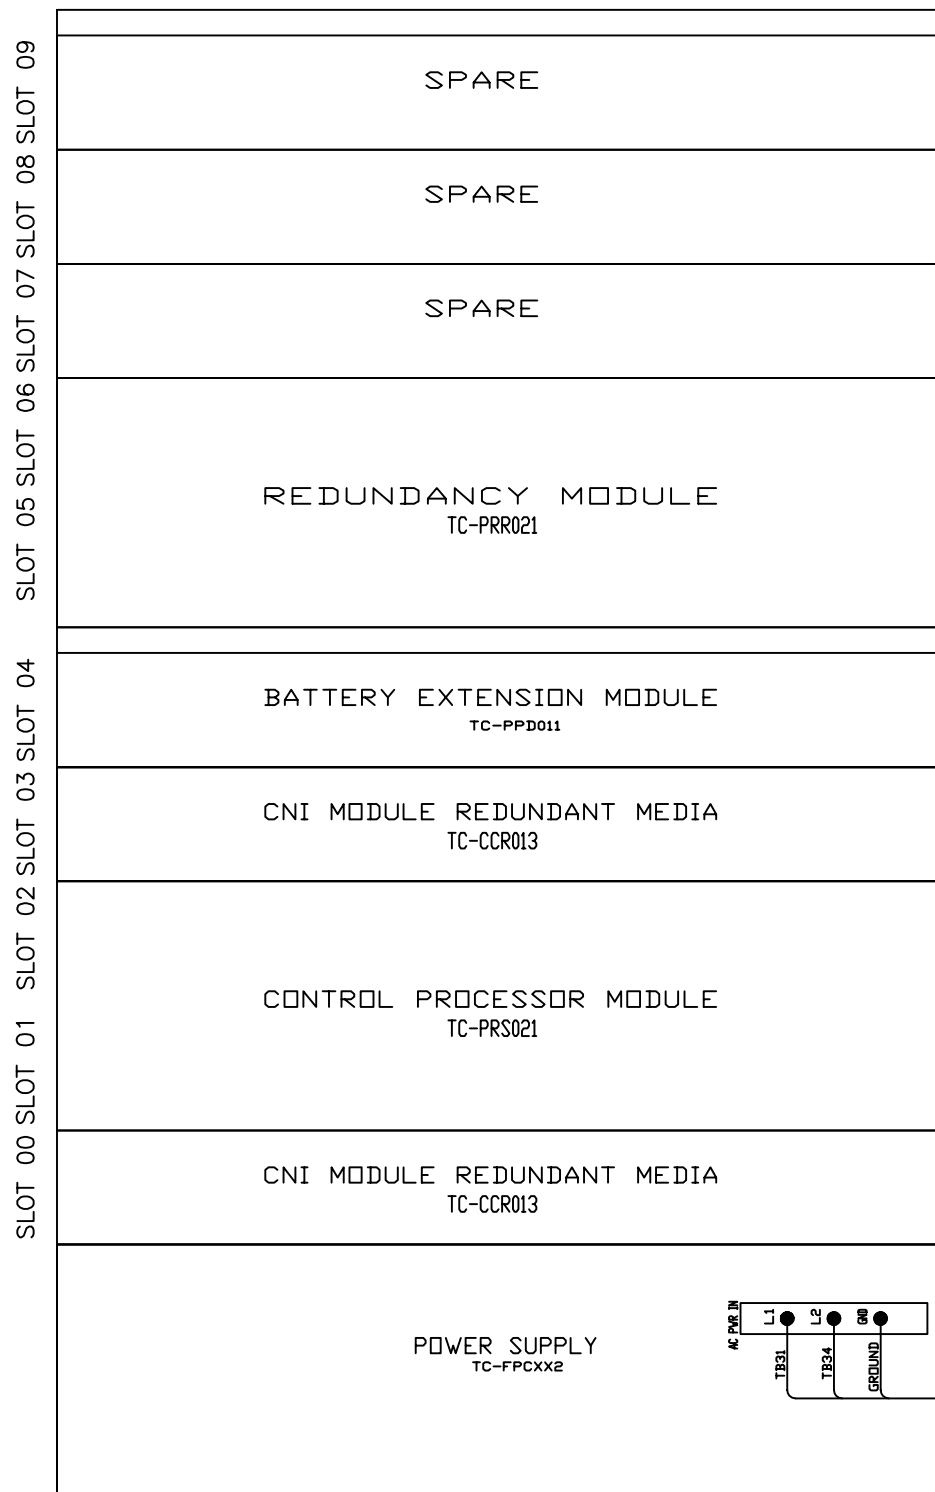 SLOT 09
SPARE
SLOT 08
SPARE
SLOT 07
SPARE
SLOT 06
SLOT 05
REDUNDANCY MODULE
TC-PRR021
SLOT 04
BATTERY EXTENSION MODULE
TC-PPD011
SLOT 03
CNI MODULE REDUNDANT MEDIA
TC-CCR013
SLOT 02
SLOT 01
CONTROL PROCESSOR MODULE
TC-PRS021
SLOT 00
CNI MODULE REDUNDANT MEDIA
TC-CCR013
POWER SUPPLY
TC-FPCXX2
AC PWR IN
L1
L2
GND
TB31
TB34
GROUND